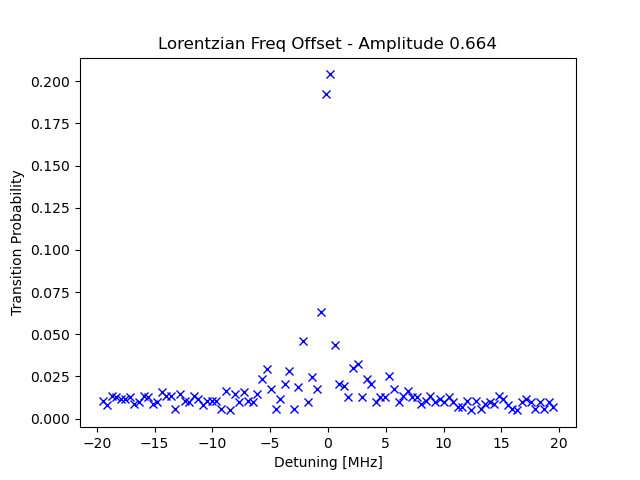 Lorentzian Freq Offset - Amplitude 0.664
0.200
0.175
0.150
0.125
0.100
0.075
0.050
0.025
0.000
Transition Probability
−20 −15 −10 −5 0 5 10 15 20
Detuning [MHz]